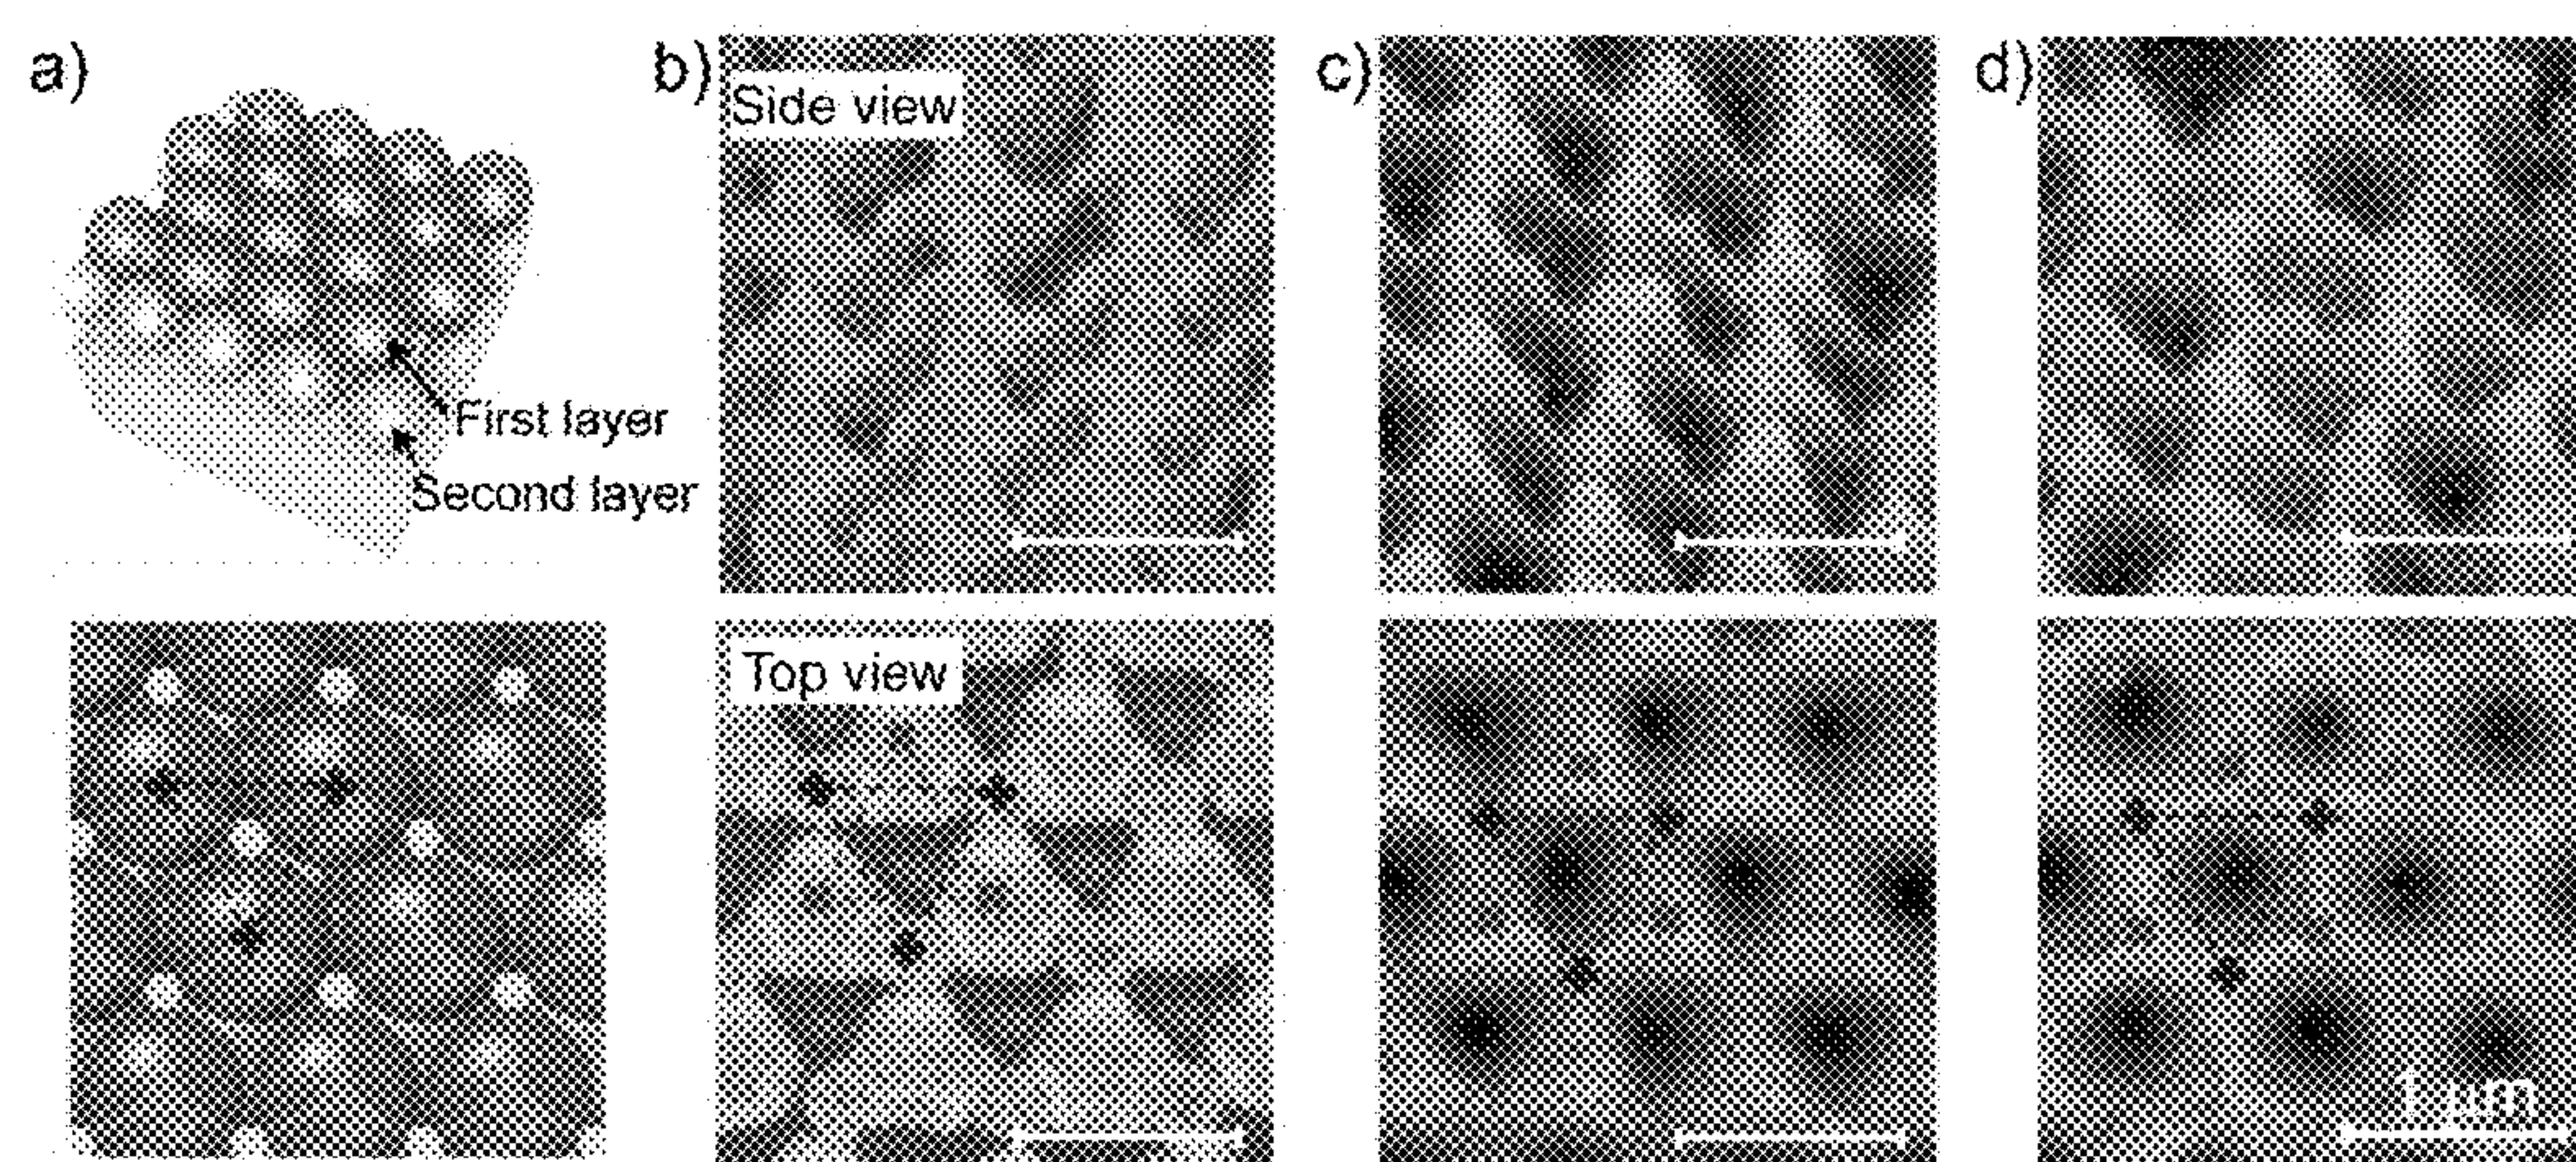 a)
First layer
Second layer
b)
Side view
Top view
c)
d)
1 μm